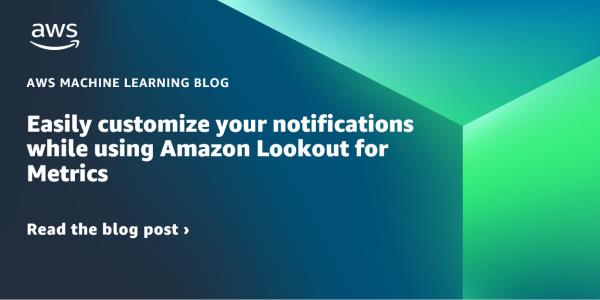 aws
AWS MACHINE LEARNING BLOG
Easily customize your notifications
while using Amazon Lookout for
Metrics
Read the blog post ›